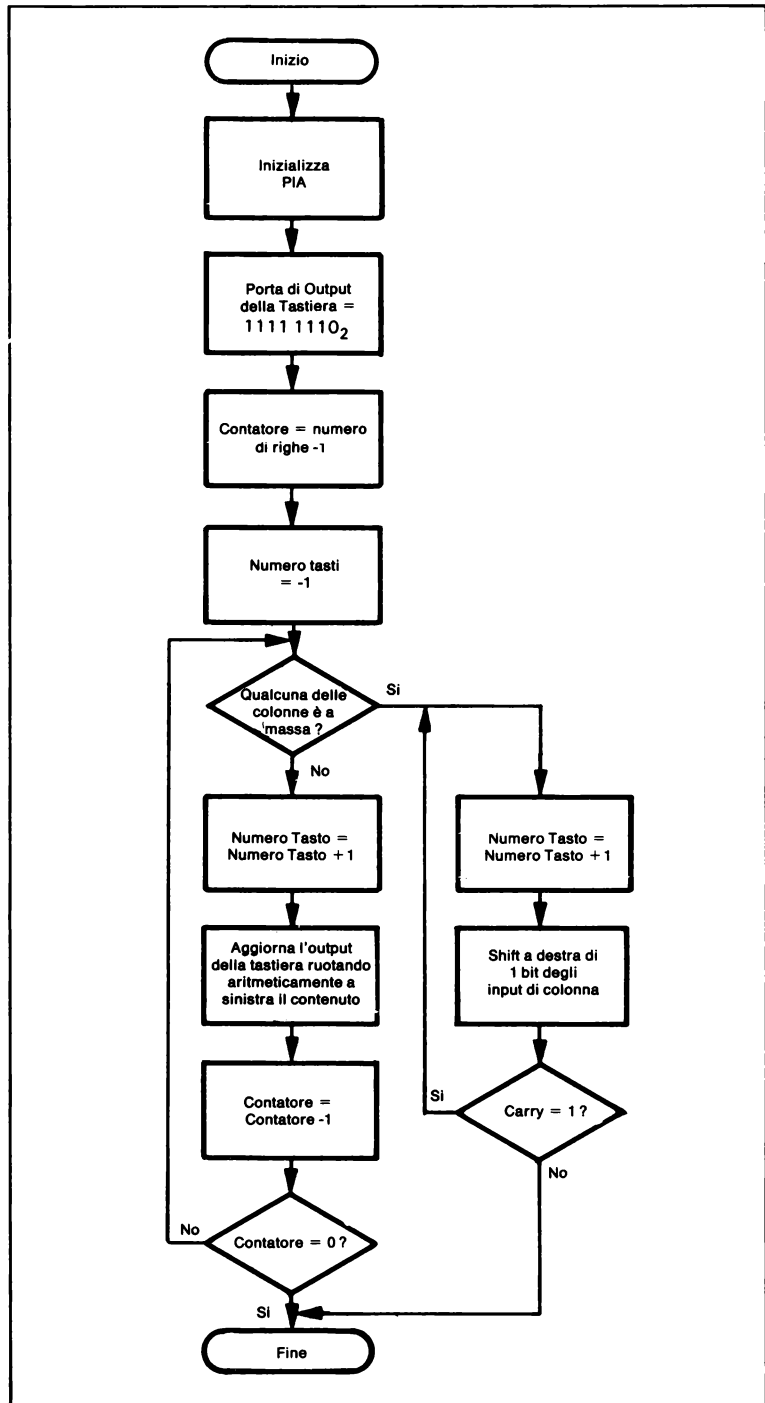 Inizio
Inizializza
PIA
Porta di Output
della Tastiera =
1111 1110₂
Contatore = numero
di righe -1
Numero tasti
= -1
Qualcuna delle
colonne è a
massa ?
Si
No
Numero Tasto =
Numero Tasto + 1
Numero Tasto =
Numero Tasto + 1
Aggiorna l'output
della tastiera ruotando
aritmeticamente a
sinistra il contenuto
Shift a destra di
1 bit degli
input di colonna
Contatore =
Contatore -1
Si
Carry = 1 ?
No
No
Contatore = 0 ?
Si
Fine